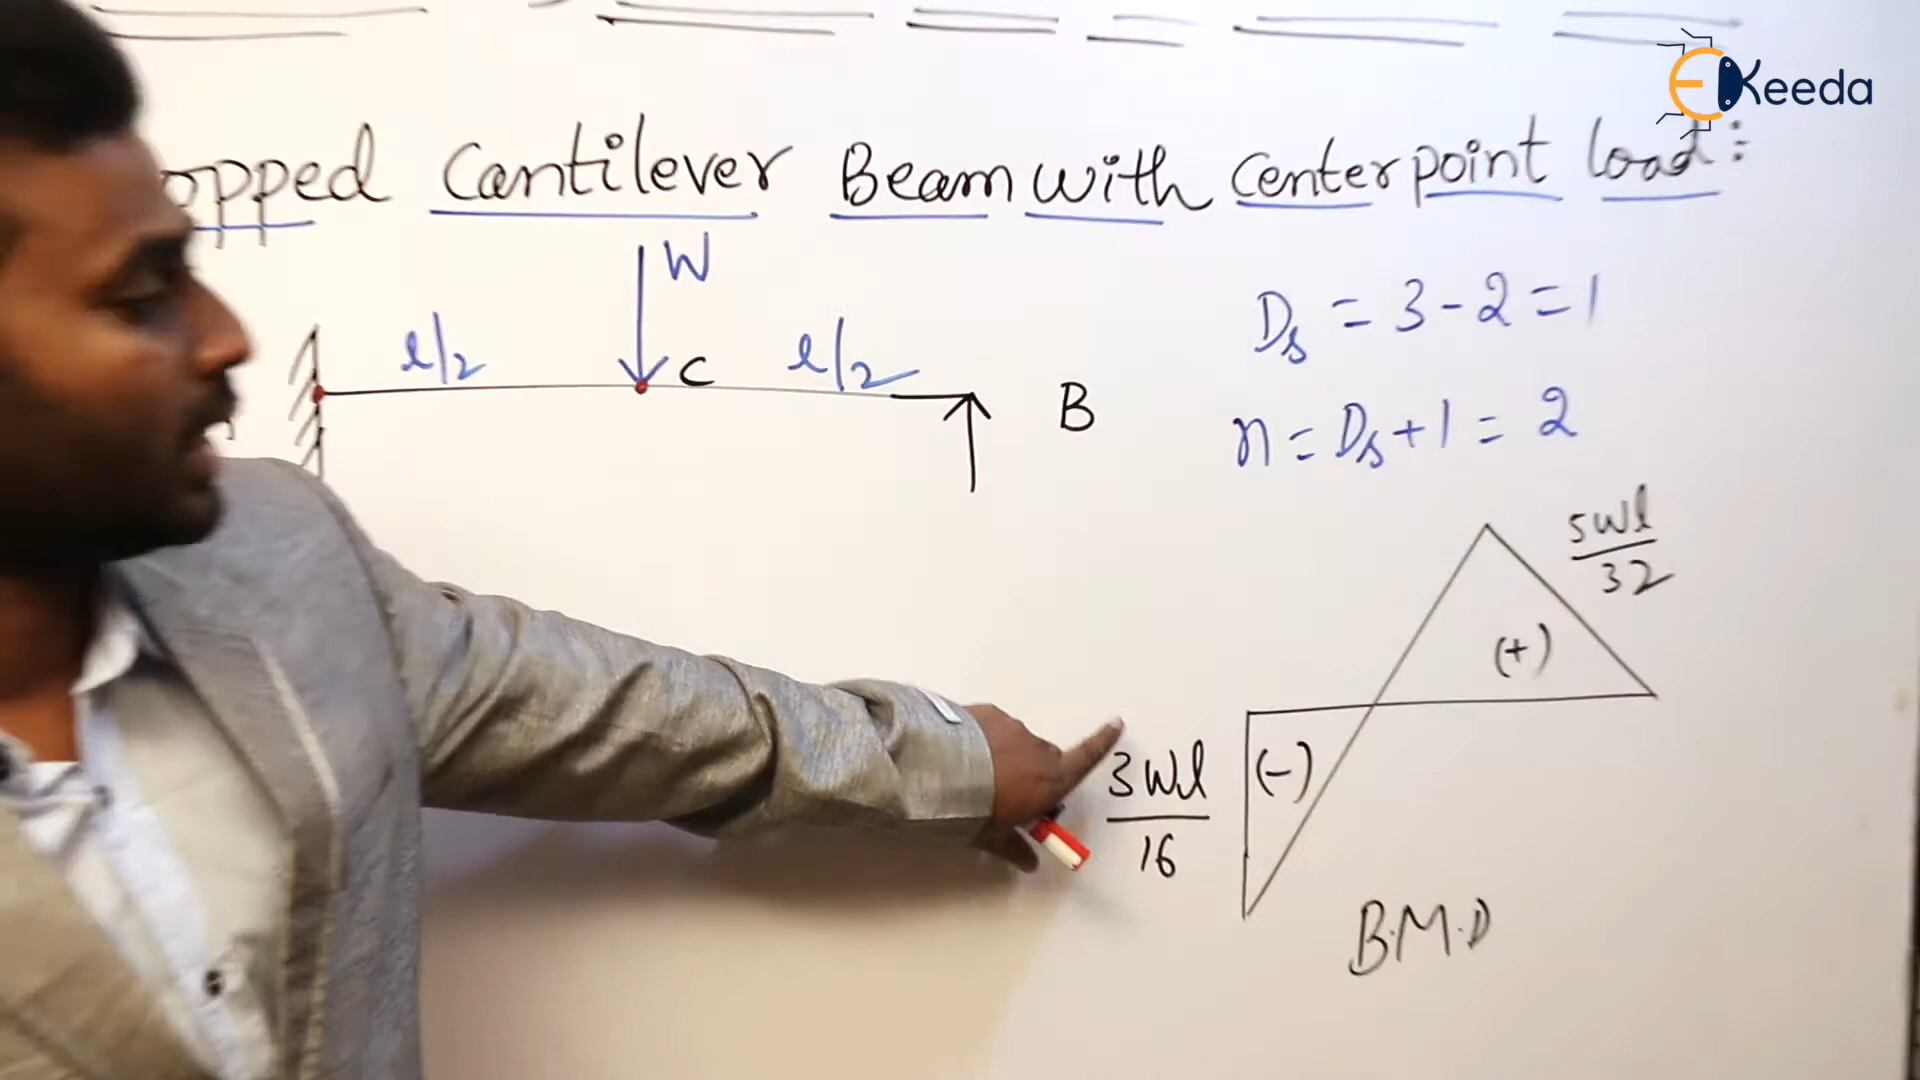 EKeeda
opped Cantilever Beam with Center point load:
W
l/2
C
l/2
B
Ds = 3 - 2 = 1
n = Ds + 1 = 2
5Wl/32
(+)
(-)
3Wl/16
B.M.D